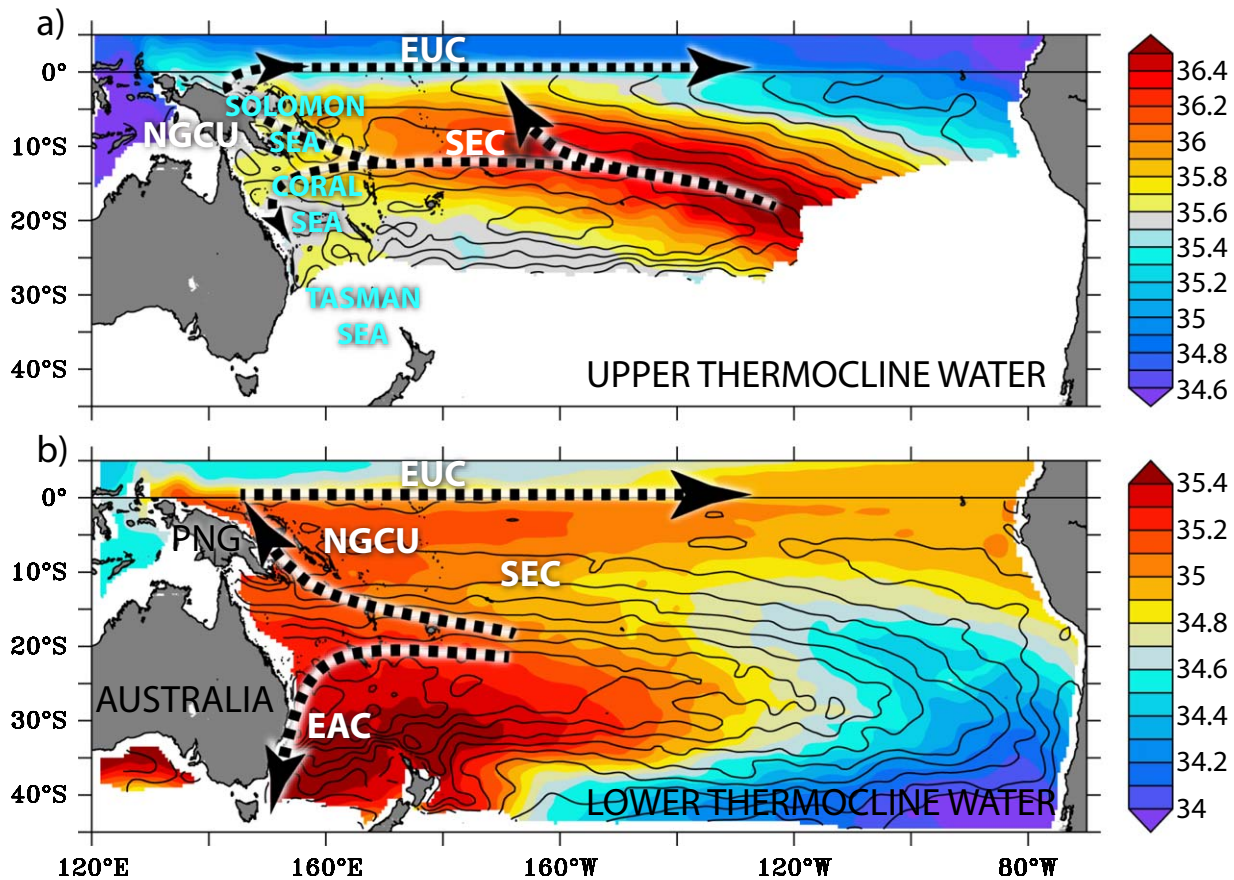 a)
EUC
0°
SOLOMON
SEA
NGCU
SEC
10°S
CORAL
SEA
20°S
30°S
TASMAN
SEA
40°S
UPPER THERMOCLINE WATER
36.4
36.2
36
35.8
35.6
35.4
35.2
35
34.8
34.6
b)
EUC
0°
PNG
NGCU
SEC
10°S
20°S
AUSTRALIA
EAC
30°S
40°S
LOWER THERMOCLINE WATER
35.4
35.2
35
34.8
34.6
34.4
34.2
34
120°E
160°E
160°W
120°W
80°W